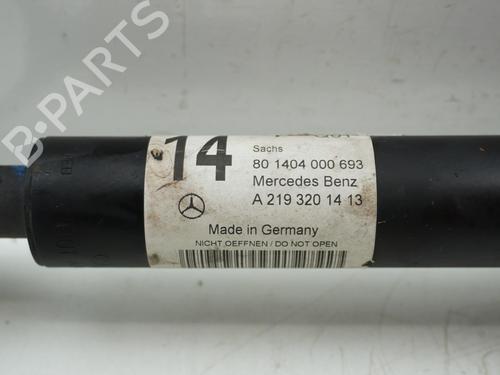 B-PARTS
14
Sachs
80 1404 000 693
Mercedes Benz
A 219 320 14 13
Made in Germany
NICHT OEFFNEN / DO NOT OPEN